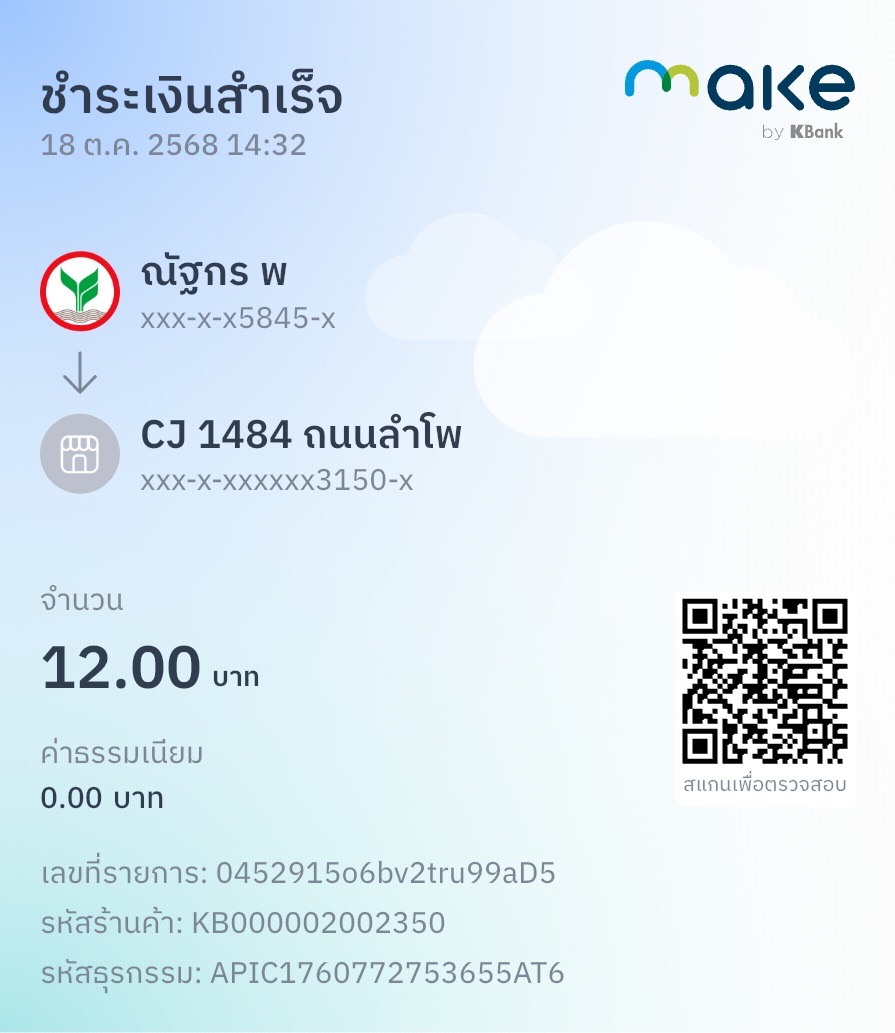 ชำระเงินสำเร็จ
18 ต.ค. 2568 14:32
make
by KBank
ณัฐกร พ
xxx-x-x5845-x
CJ 1484 ถนนลำโพ
xxx-x-xxxxxx3150-x
จำนวน
12.00 บาท
ค่าธรรมเนียม
0.00 บาท
สแกนเพื่อตรวจสอบ
เลขที่รายการ: 0452915o6bv2tru99aD5
รหัสร้านค้า: KB000002002350
รหัสธุรกรรม: APIC1760772753655AT6